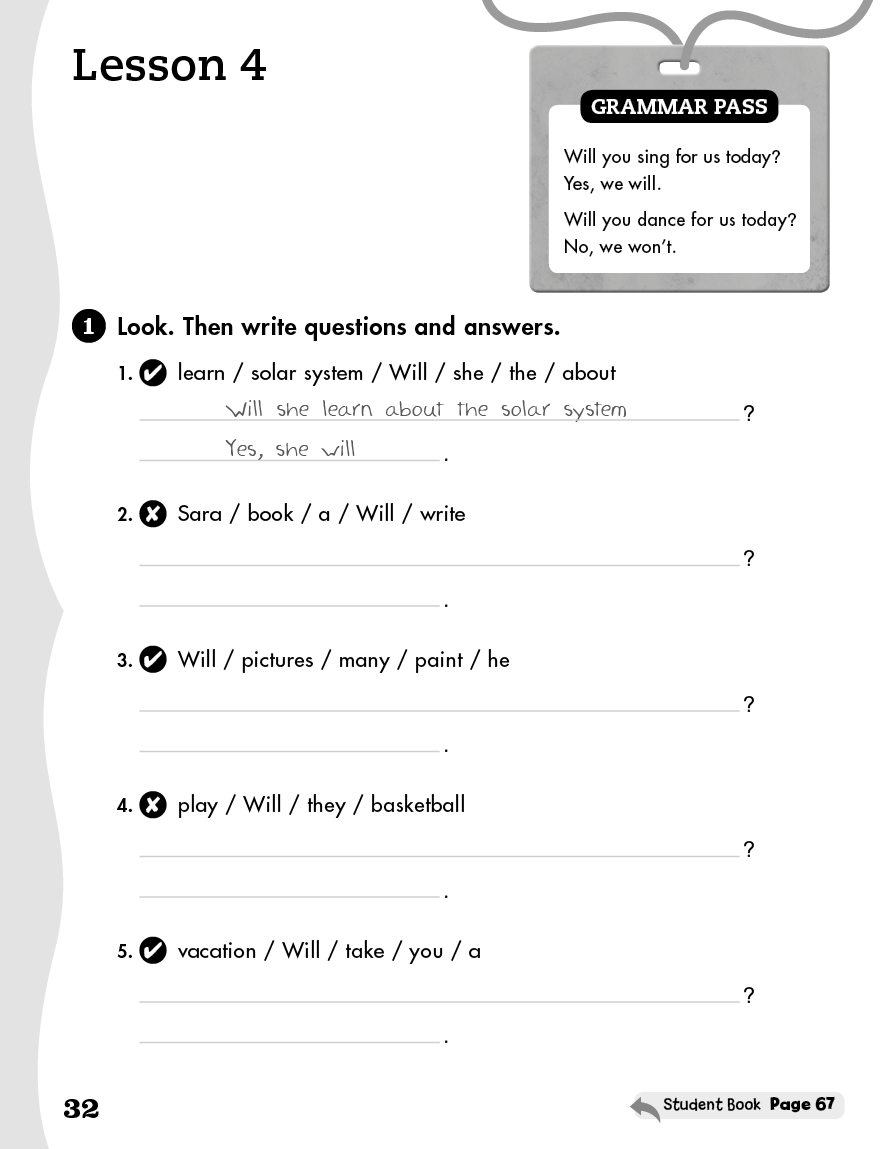 Lesson 4
GRAMMAR PASS
Will you sing for us today?
Yes, we will.
Will you dance for us today?
No, we won't.
1 Look. Then write questions and answers.
1. learn / solar system / Will / she / the / about
Will she learn about the solar system ?
Yes, she will .
2. Sara / book / a / Will / write
?
.
3. Will / pictures / many / paint / he
?
.
4. play / Will / they / basketball
?
.
5. vacation / Will / take / you / a
?
.
32
Student Book Page 67